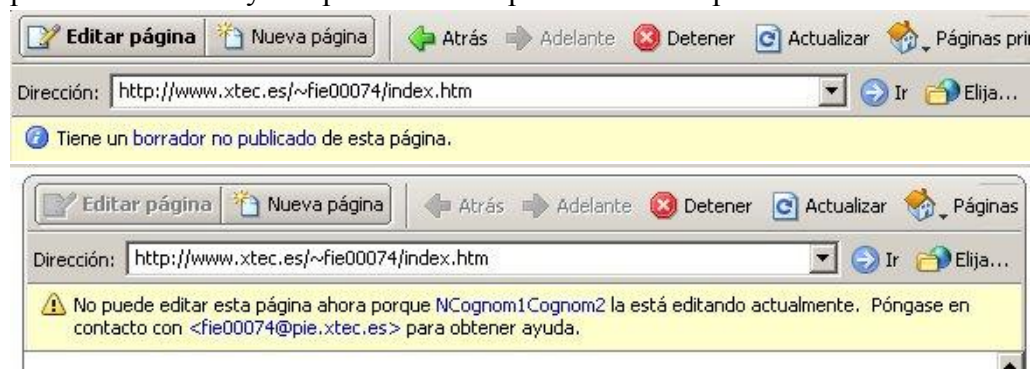 Editar página Nueva página Atrás Adelante Detener Actualizar Páginas pri
Dirección: http://www.xtec.es/~fie00074/index.htm Ir Elija...
Tiene un borrador no publicado de esta página.
Editar página Nueva página Atrás Adelante Detener Actualizar Páginas
Dirección: http://www.xtec.es/~fie00074/index.htm Ir Elija...
No puede editar esta página ahora porque NCognom1Cognom2 la está editando actualmente. Póngase en
contacto con <fie00074@pie.xtec.es> para obtener ayuda.